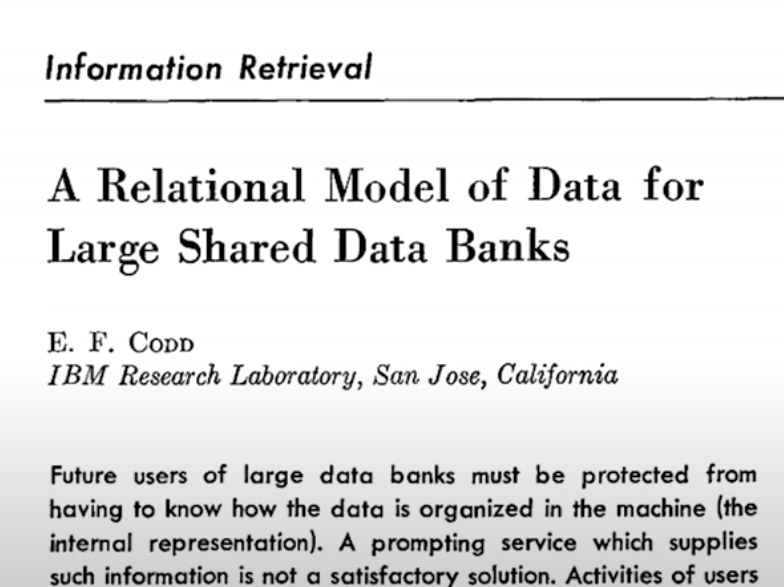 Information Retrieval
A Relational Model of Data for
Large Shared Data Banks
E. F. Codd
IBM Research Laboratory, San Jose, California
Future users of large data banks must be protected from
having to know how the data is organized in the machine (the
internal representation). A prompting service which supplies
such information is not a satisfactory solution. Activities of users